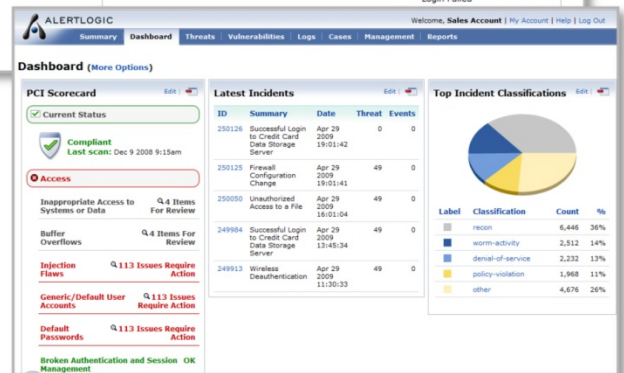 Login Failed
ALERTLOGIC
Welcome, Sales Account | My Account | Help | Log Out
Summary Dashboard Threats Vulnerabilities Logs Cases Management Reports
Dashboard (More Options)
PCI Scorecard Edit |
Current Status
Compliant
Last scan: Dec 9 2008 9:15am
Access
Inappropriate Access to 4 Items
Systems or Data For Review
Buffer 4 Items For
Overflows Review
Injection 113 Issues Require
Flaws Action
Generic/Default User 113 Issues
Accounts Require Action
Default 113 Issues Require
Passwords Action
Broken Authentication and Session OK
Management
Latest Incidents Edit |
ID Summary Date Threat Events
250126 Successful Login Apr 29 0 0
to Credit Card 2009
Data Storage 19:01:42
Server
250125 Firewall Apr 29 49 0
Configuration 2009
Change 19:01:41
250050 Unauthorized Apr 29 49 0
Access to a File 2009
16:01:04
249984 Successful Login Apr 29 49 0
to Credit Card 2009
Data Storage 13:45:34
Server
249913 Wireless Apr 29 49 0
Deauthentication 2009
11:30:33
Top Incident Classifications Edit |
Label Classification Count %
recon 6,446 36%
worm-activity 2,512 14%
denial-of-service 2,232 13%
policy-violation 1,968 11%
other 4,676 26%